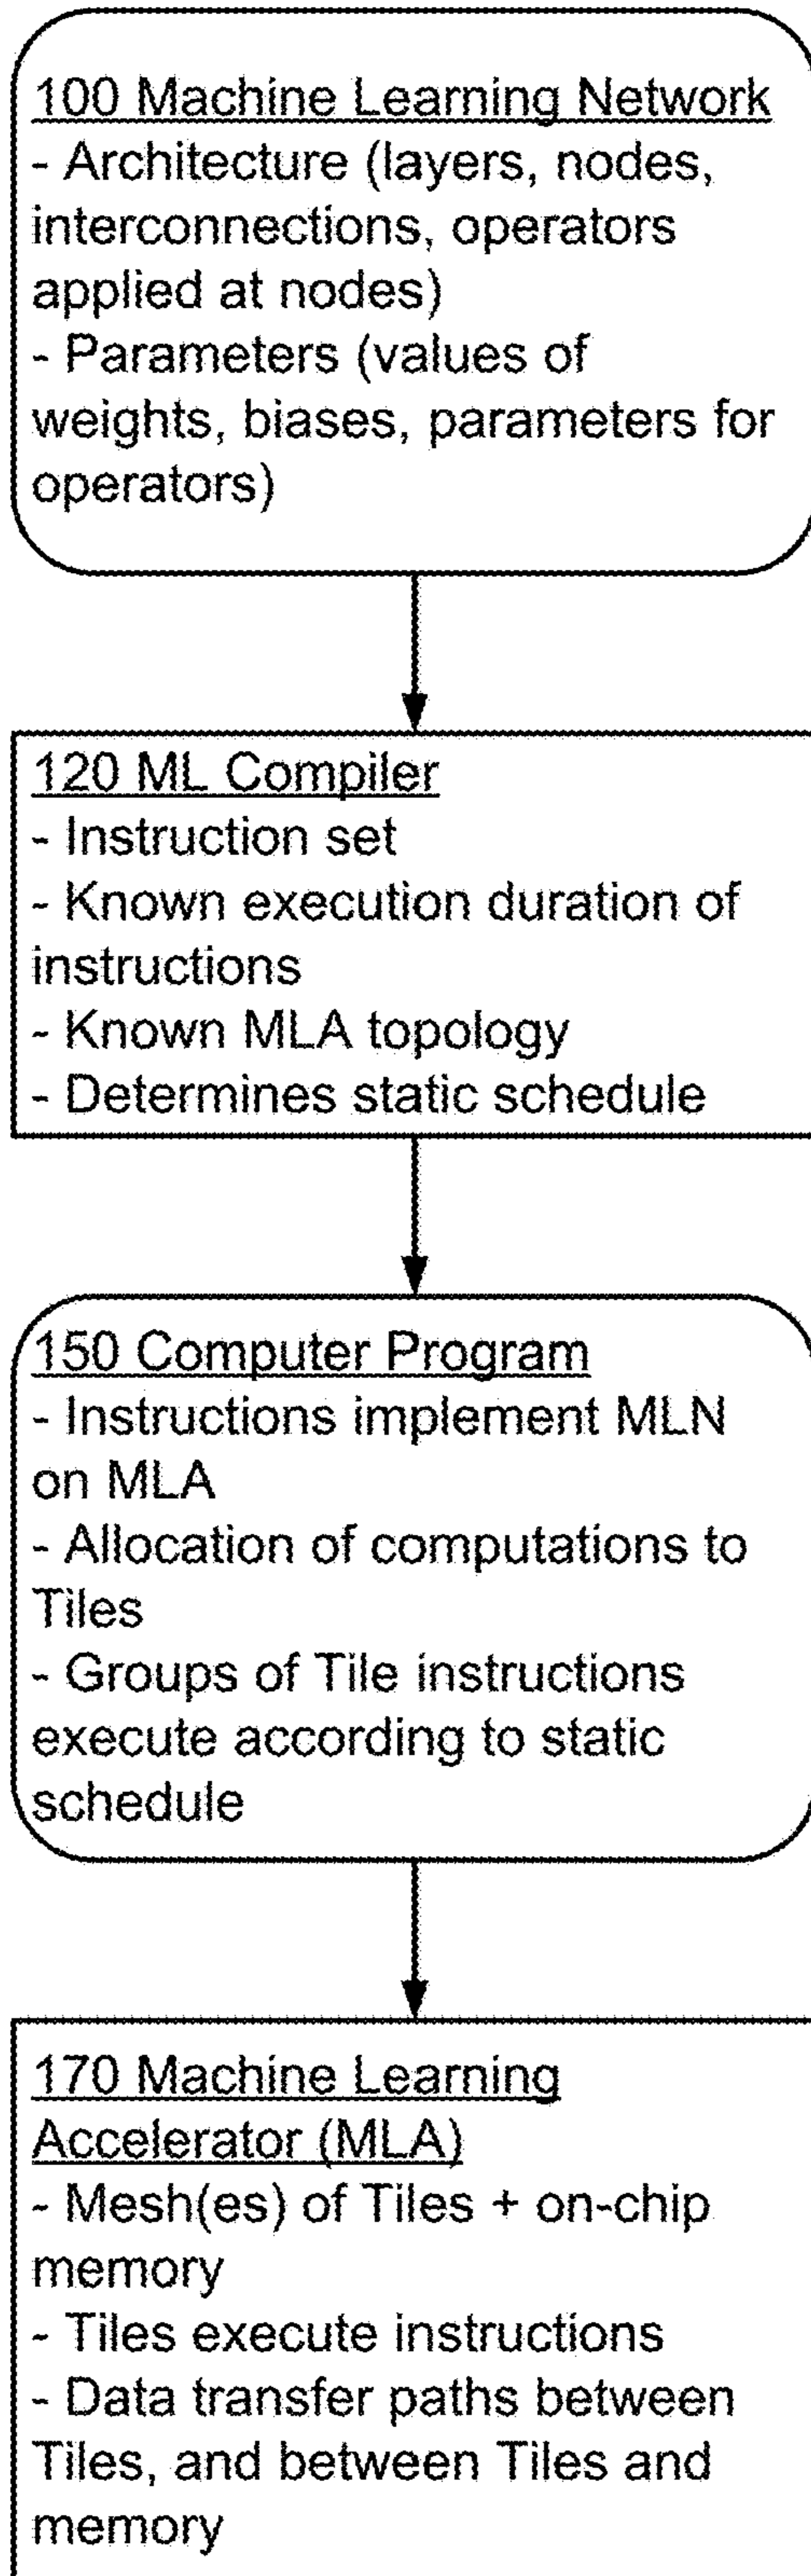 100 Machine Learning Network
- Architecture (layers, nodes,
interconnections, operators
applied at nodes)
- Parameters (values of
weights, biases, parameters for
operators)
120 ML Compiler
- Instruction set
- Known execution duration of
instructions
- Known MLA topology
- Determines static schedule
150 Computer Program
- Instructions implement MLN
on MLA
- Allocation of computations to
Tiles
- Groups of Tile instructions
execute according to static
schedule
170 Machine Learning
Accelerator (MLA)
- Mesh(es) of Tiles + on-chip
memory
- Tiles execute instructions
- Data transfer paths between
Tiles, and between Tiles and
memory